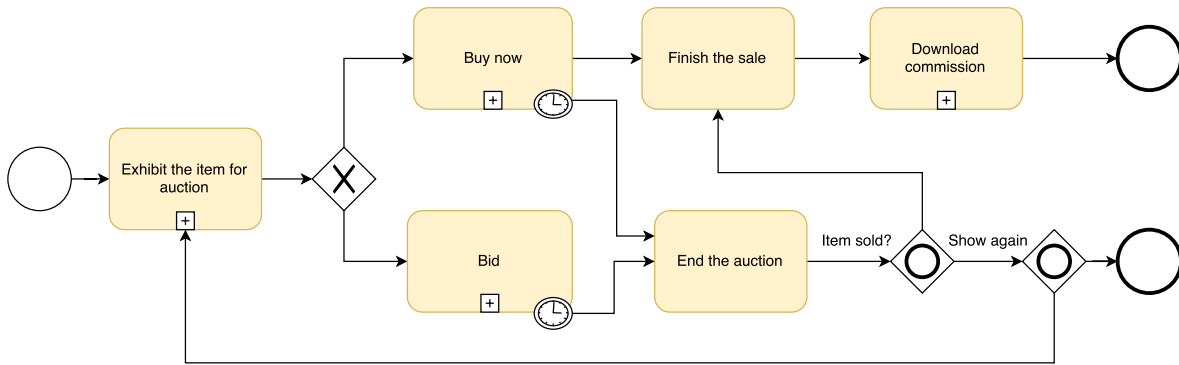 Buy now
Finish the sale
Download
commission
Exhibit the item for
auction
Bid
End the auction
Item sold?
Show again